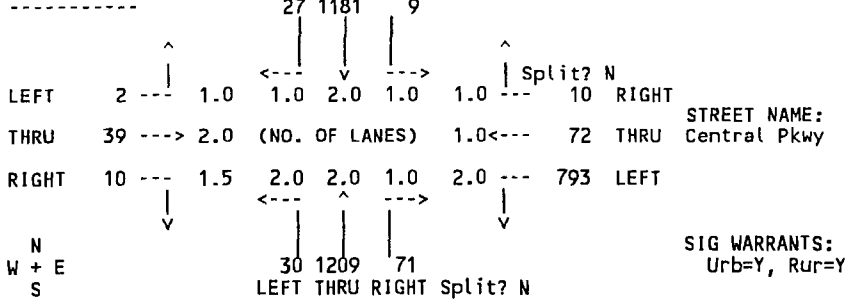 -----------          27 1181    9
^                                        ^
<---  v  --->    Split? N
LEFT    2 ---  1.0  1.0  2.0  1.0  1.0 ---  10  RIGHT
STREET NAME:
THRU   39 ---> 2.0  (NO. OF LANES)  1.0<---  72  THRU  Central Pkwy
RIGHT  10 ---  1.5  2.0  2.0  1.0  2.0 ---  793  LEFT
<---  ^  --->
v                                        v
N                                        SIG WARRANTS:
W + E          30 1209   71              Urb=Y, Rur=Y
S          LEFT THRU RIGHT Split? N